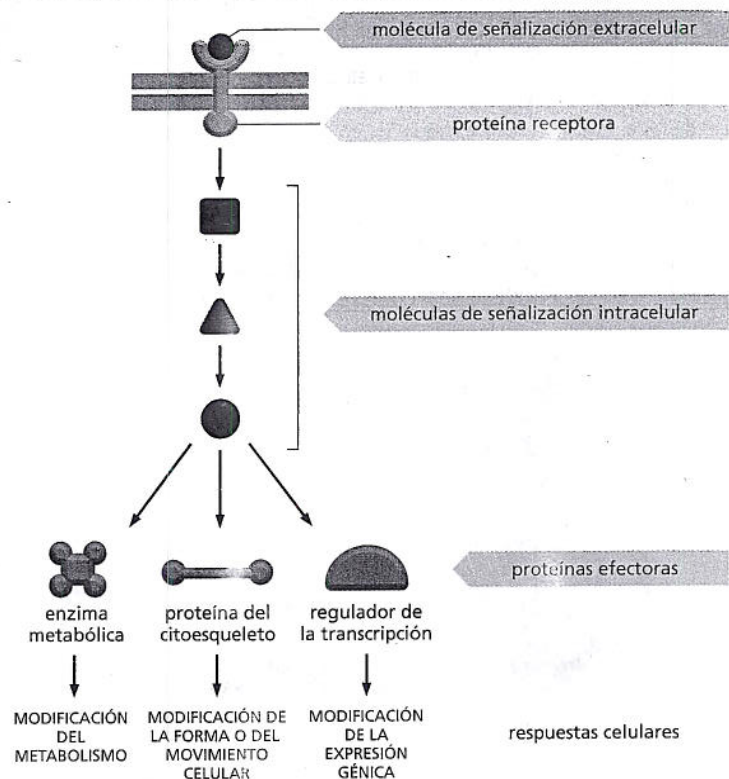 molécula de señalización extracelular
proteína receptora
moléculas de señalización intracelular
proteínas efectoras
enzima
metabólica
proteína del
citoesqueleto
regulador de
la transcripción
MODIFICACIÓN
DEL
METABOLISMO
MODIFICACIÓN DE
LA FORMA O DEL
MOVIMIENTO
CELULAR
MODIFICACIÓN
DE LA
EXPRESIÓN
GÉNICA
respuestas celulares